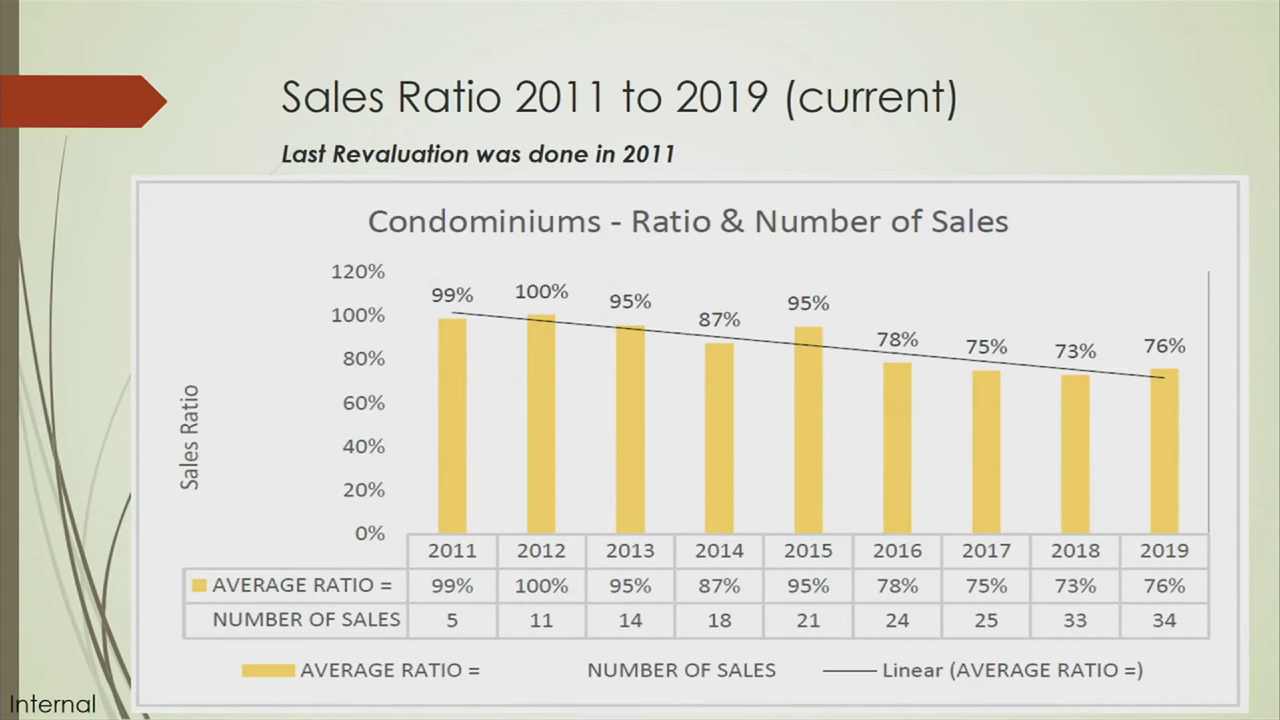 Sales Ratio 2011 to 2019 (current)
Last Revaluation was done in 2011
Condominiums - Ratio & Number of Sales
120%
100%
80%
60%
40%
20%
0%
Sales Ratio
99% 100% 95% 87% 95% 78% 75% 73% 76%
2011 2012 2013 2014 2015 2016 2017 2018 2019
AVERAGE RATIO = 99% 100% 95% 87% 95% 78% 75% 73% 76%
NUMBER OF SALES 5 11 14 18 21 24 25 33 34
AVERAGE RATIO = NUMBER OF SALES Linear (AVERAGE RATIO =)
Internal